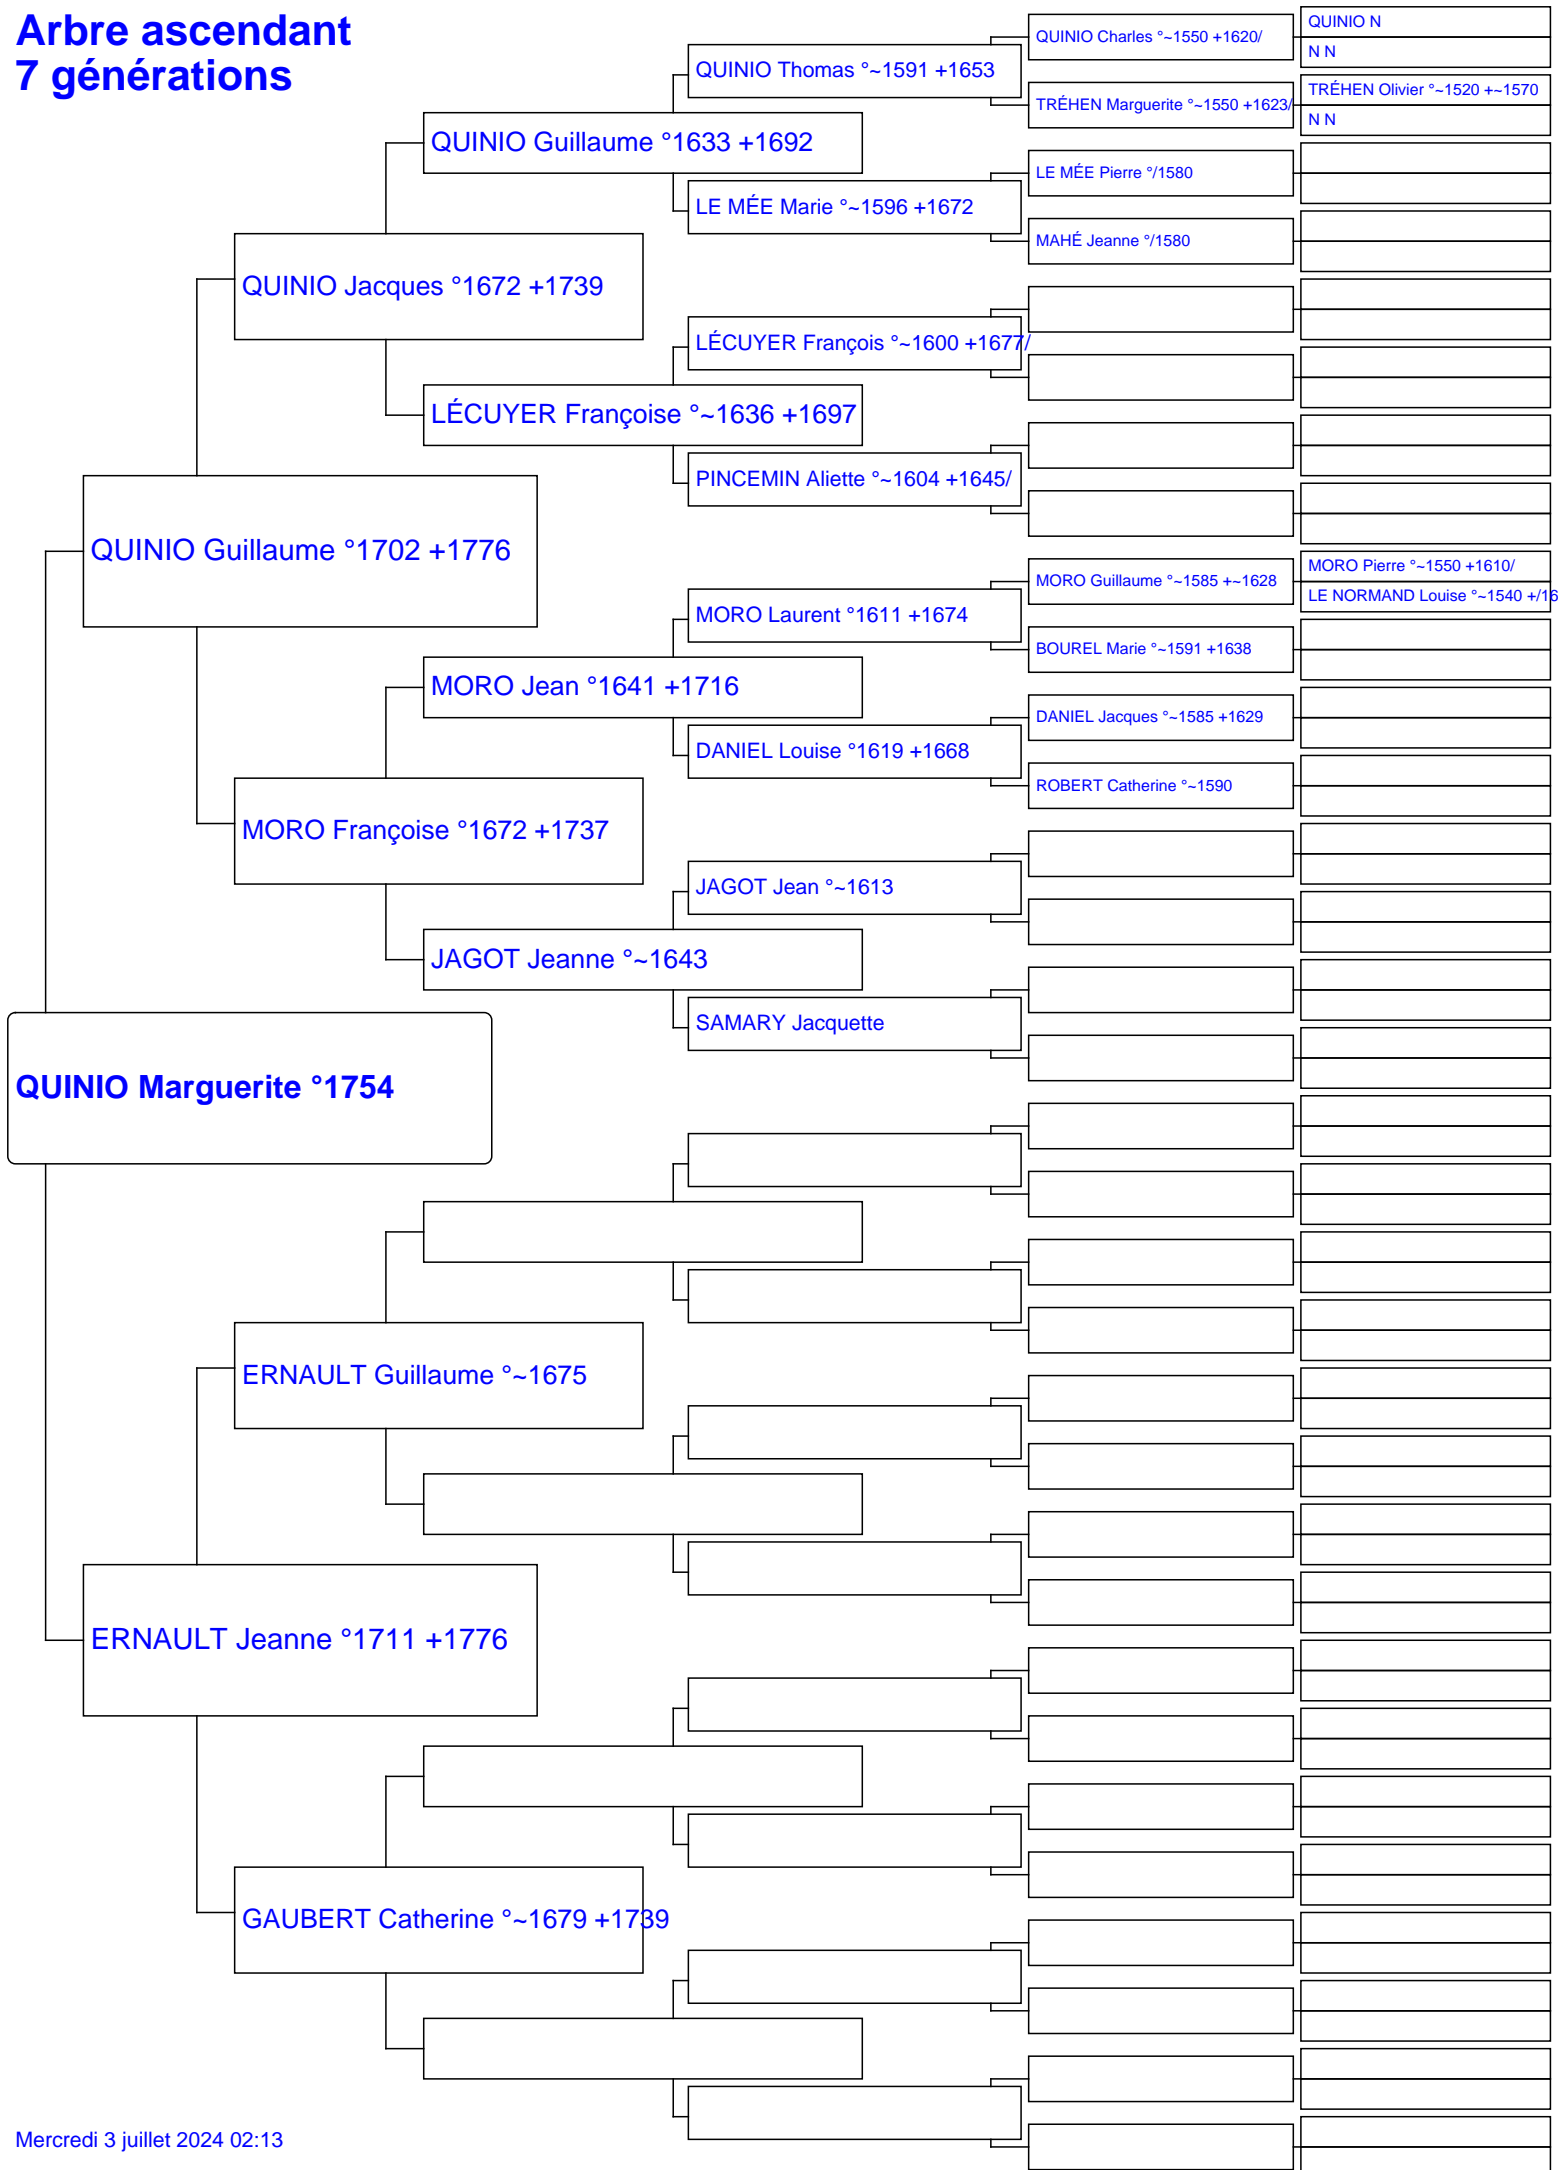 Arbre ascendant
7 générations
QUINIO N
QUINIO Charles °~1550 +1620/
N N
QUINIO Thomas °~1591 +1653
TRÉHEN Olivier °~1520 +~1570
TRÉHEN Marguerite °~1550 +1623/
N N
QUINIO Guillaume °1633 +1692
LE MÉE Pierre °/1580
LE MÉE Marie °~1596 +1672
MAHÉ Jeanne °/1580
QUINIO Jacques °1672 +1739
LÉCUYER François °~1600 +1677/
LÉCUYER Françoise °~1636 +1697
PINCEMIN Aliette °~1604 +1645/
QUINIO Guillaume °1702 +1776
MORO Pierre °~1550 +1610/
MORO Guillaume °~1585 +~1628
LE NORMAND Louise °~1540 +/16
MORO Laurent °1611 +1674
BOUREL Marie °~1591 +1638
MORO Jean °1641 +1716
DANIEL Jacques °~1585 +1629
DANIEL Louise °1619 +1668
ROBERT Catherine °~1590
MORO Françoise °1672 +1737
JAGOT Jean °~1613
JAGOT Jeanne °~1643
SAMARY Jacquette
QUINIO Marguerite °1754
ERNAULT Guillaume °~1675
ERNAULT Jeanne °1711 +1776
GAUBERT Catherine °~1679 +1739
Mercredi 3 juillet 2024 02:13